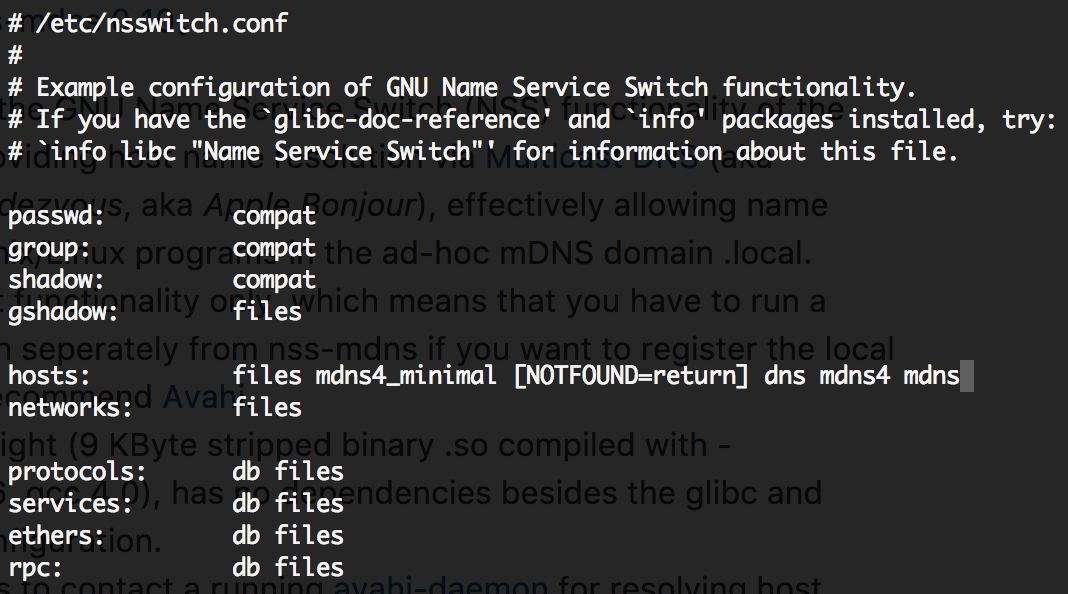 # /etc/nsswitch.conf
#
# Example configuration of GNU Name Service Switch functionality.
# If you have the `glibc-doc-reference' and `info' packages installed, try:
# `info libc "Name Service Switch"' for information about this file.
passwd: compat
group: compat
shadow: compat
gshadow: files
hosts: files mdns4_minimal [NOTFOUND=return] dns mdns4 mdns
networks: files
protocols: db files
services: db files
ethers: db files
rpc: db files